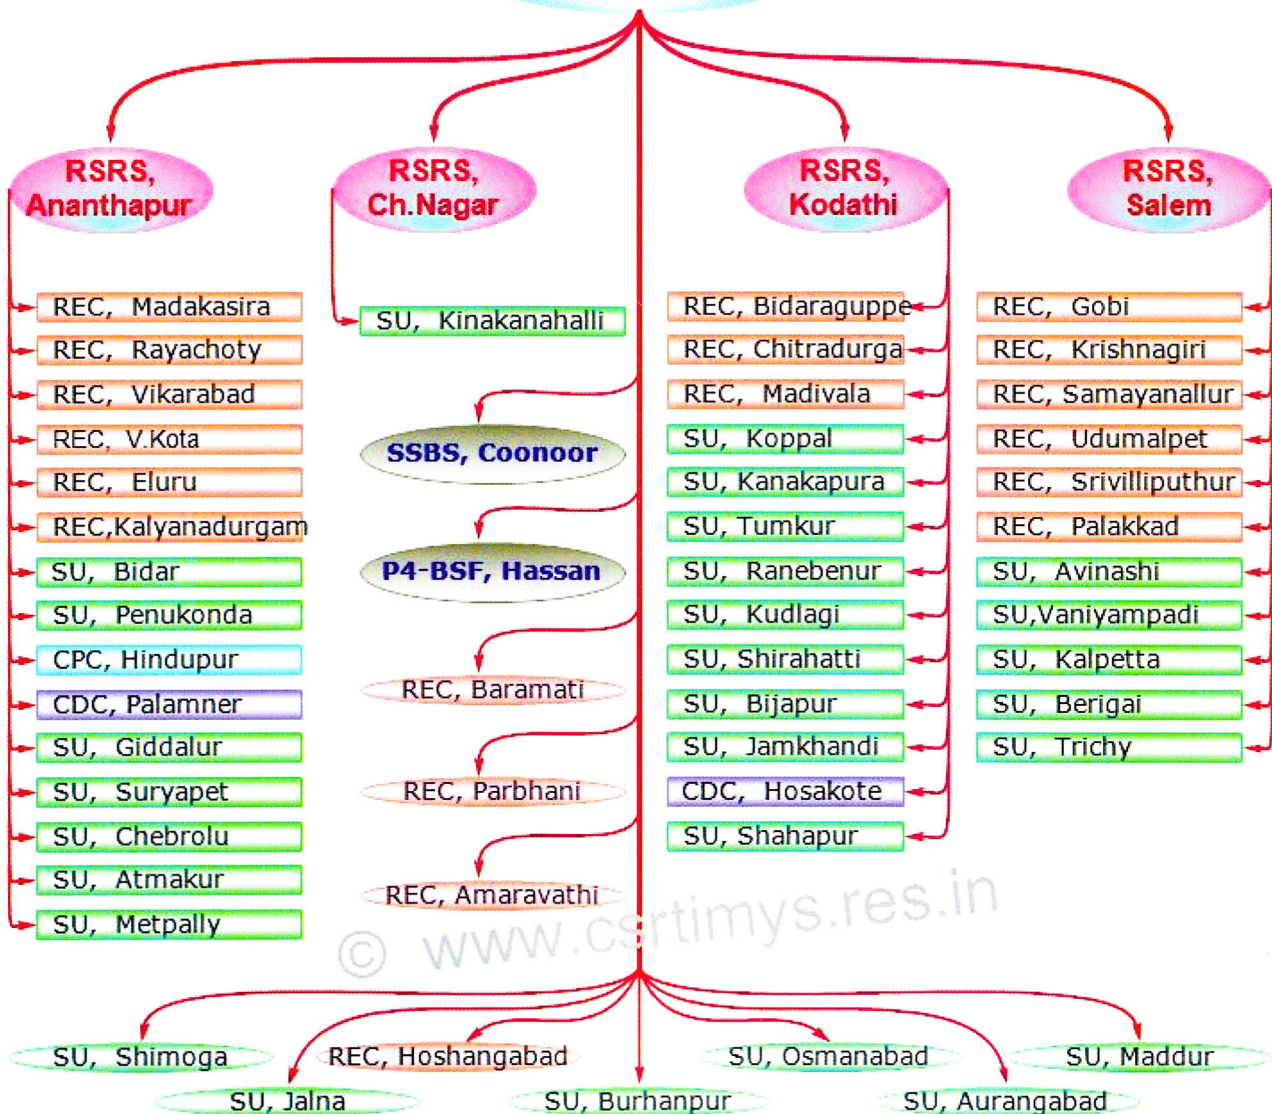 RSRS,
Ananthapur
RSRS,
Ch.Nagar
RSRS,
Kodathi
RSRS,
Salem
REC, Madakasira
REC, Rayachoty
REC, Vikarabad
REC, V.Kota
REC, Eluru
REC,Kalyanadurgam
SU, Bidar
SU, Penukonda
CPC, Hindupur
CDC, Palamner
SU, Giddalur
SU, Suryapet
SU, Chebrolu
SU, Atmakur
SU, Metpally
SU, Kinakanahalli
SSBS, Coonoor
P4-BSF, Hassan
REC, Baramati
REC, Parbhani
REC, Amaravathi
REC, Bidaraguppe
REC, Chitradurga
REC, Madivala
SU, Koppal
SU, Kanakapura
SU, Tumkur
SU, Ranebenur
SU, Kudlagi
SU, Shirahatti
SU, Bijapur
SU, Jamkhandi
CDC, Hosakote
SU, Shahapur
REC, Gobi
REC, Krishnagiri
REC, Samayanallur
REC, Udumalpet
REC, Srivilliputhur
REC, Palakkad
SU, Avinashi
SU,Vaniyampadi
SU, Kalpetta
SU, Berigai
SU, Trichy
© www.csrtimys.res.in
SU, Shimoga
REC, Hoshangabad
SU, Osmanabad
SU, Maddur
SU, Jalna
SU, Burhanpur
SU, Aurangabad